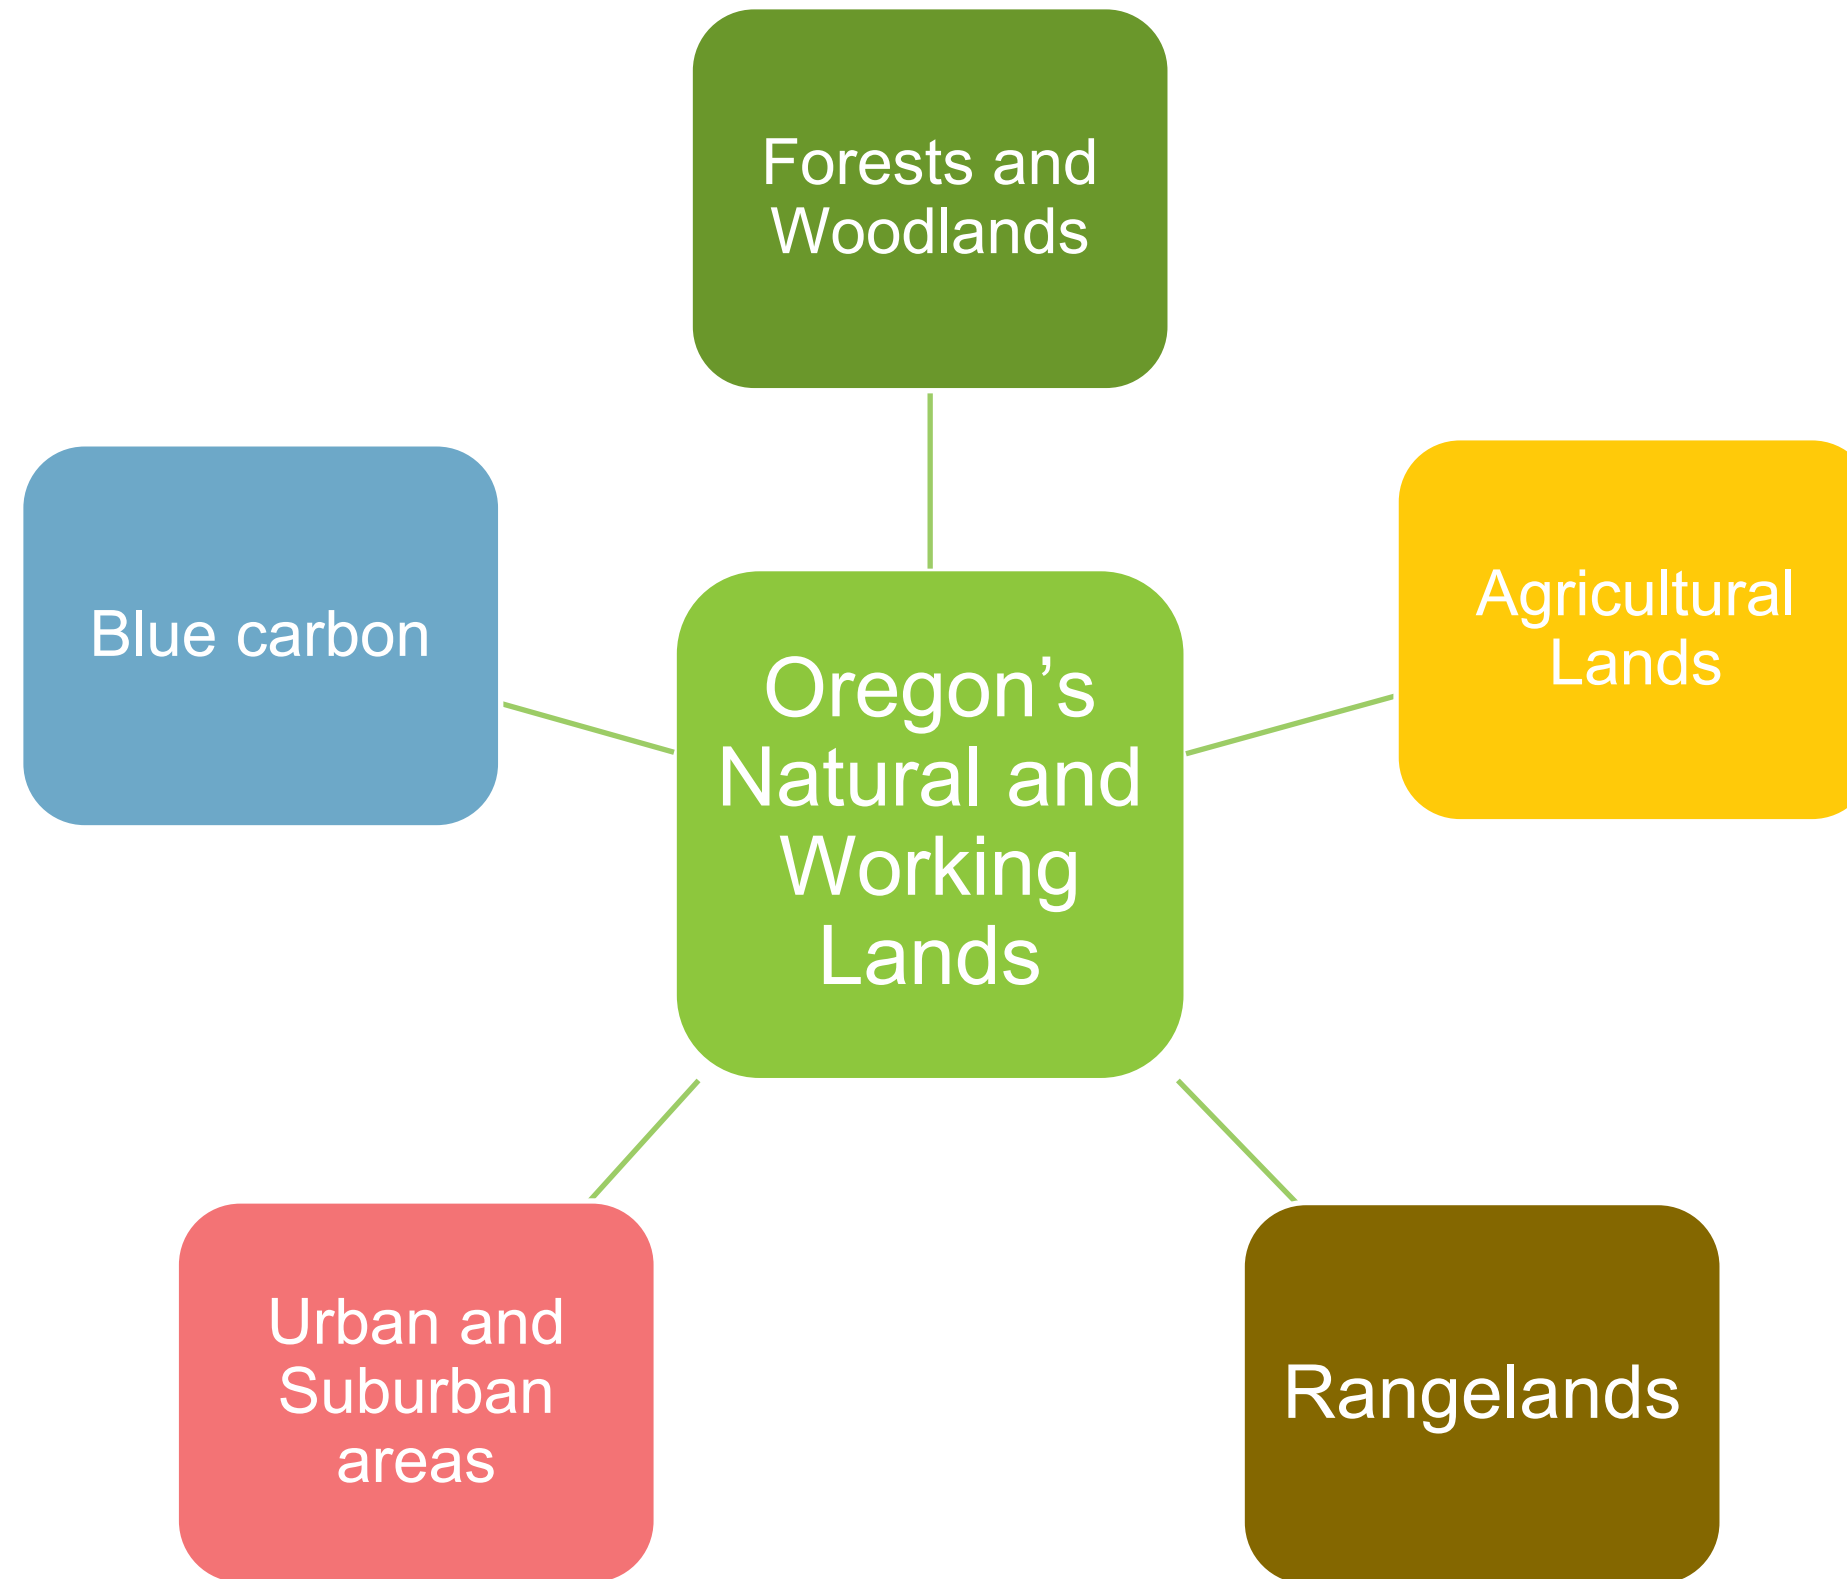 Forests and
Woodlands
Blue carbon
Agricultural
Lands
Oregon’s
Natural and
Working
Lands
Urban and
Suburban
areas
Rangelands